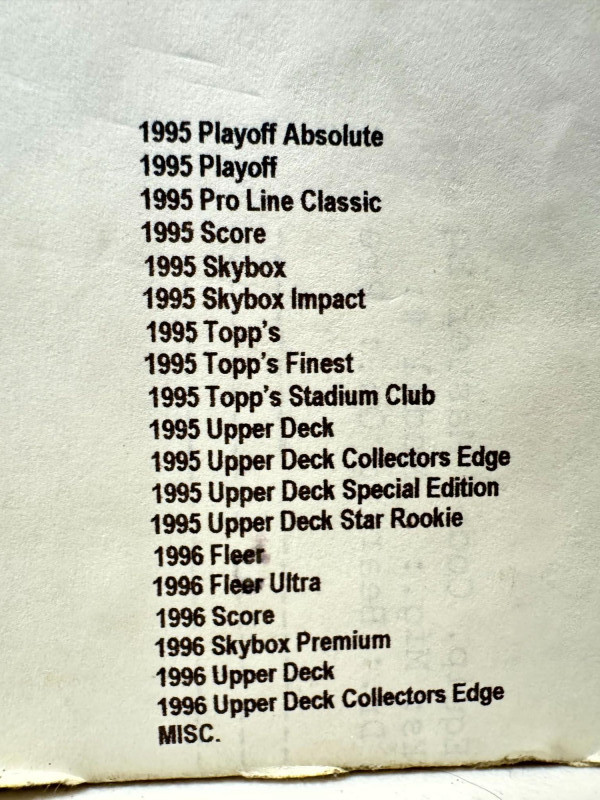 1995 Playoff Absolute
1995 Playoff
1995 Pro Line Classic
1995 Score
1995 Skybox
1995 Skybox Impact
1995 Topp's
1995 Topp's Finest
1995 Topp's Stadium Club
1995 Upper Deck
1995 Upper Deck Collectors Edge
1995 Upper Deck Special Edition
1995 Upper Deck Star Rookie
1996 Fleer
1996 Fleer Ultra
1996 Score
1996 Skybox Premium
1996 Upper Deck
1996 Upper Deck Collectors Edge
MISC.